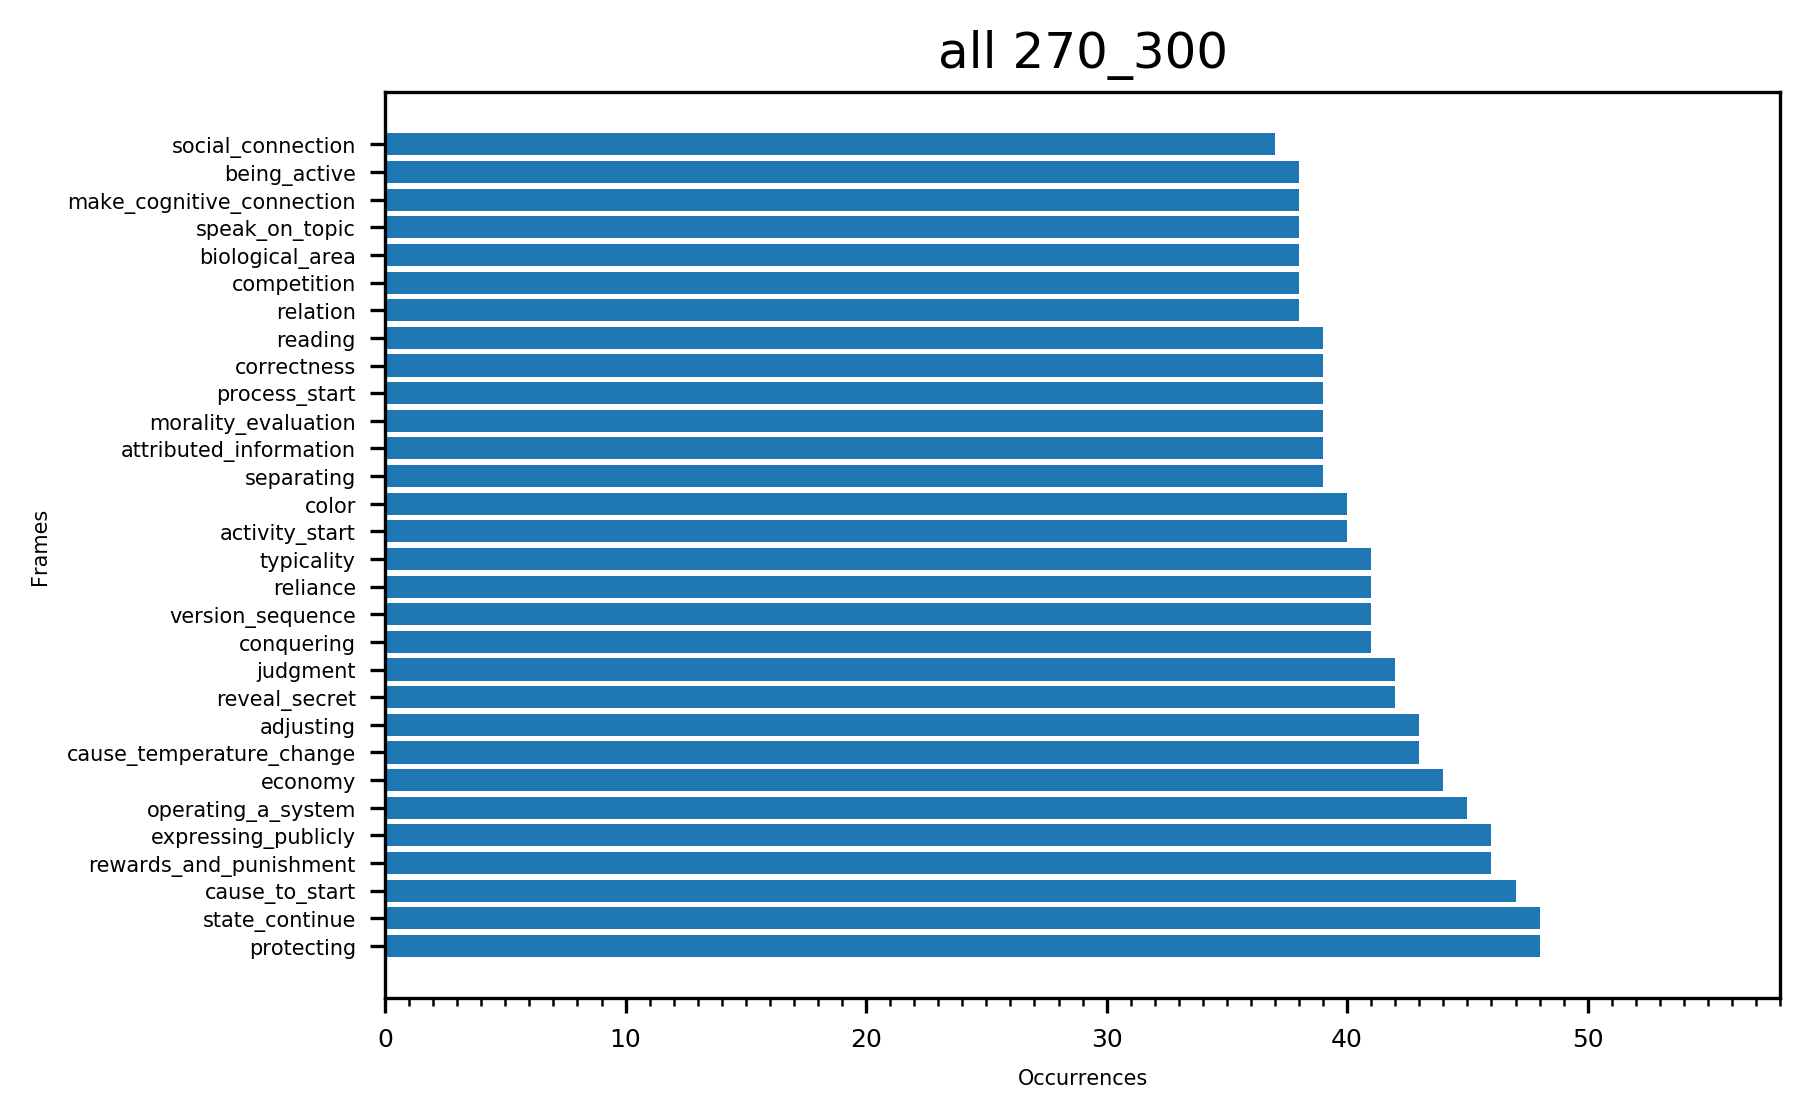 all 270_300
social_connection
being_active
make_cognitive_connection
speak_on_topic
biological_area
competition
relation
reading
correctness
process_start
morality_evaluation
attributed_information
separating
color
activity_start
typicality
reliance
version_sequence
conquering
judgment
reveal_secret
adjusting
cause_temperature_change
economy
operating_a_system
expressing_publicly
rewards_and_punishment
cause_to_start
state_continue
protecting
Frames
0 10 20 30 40 50
Occurrences